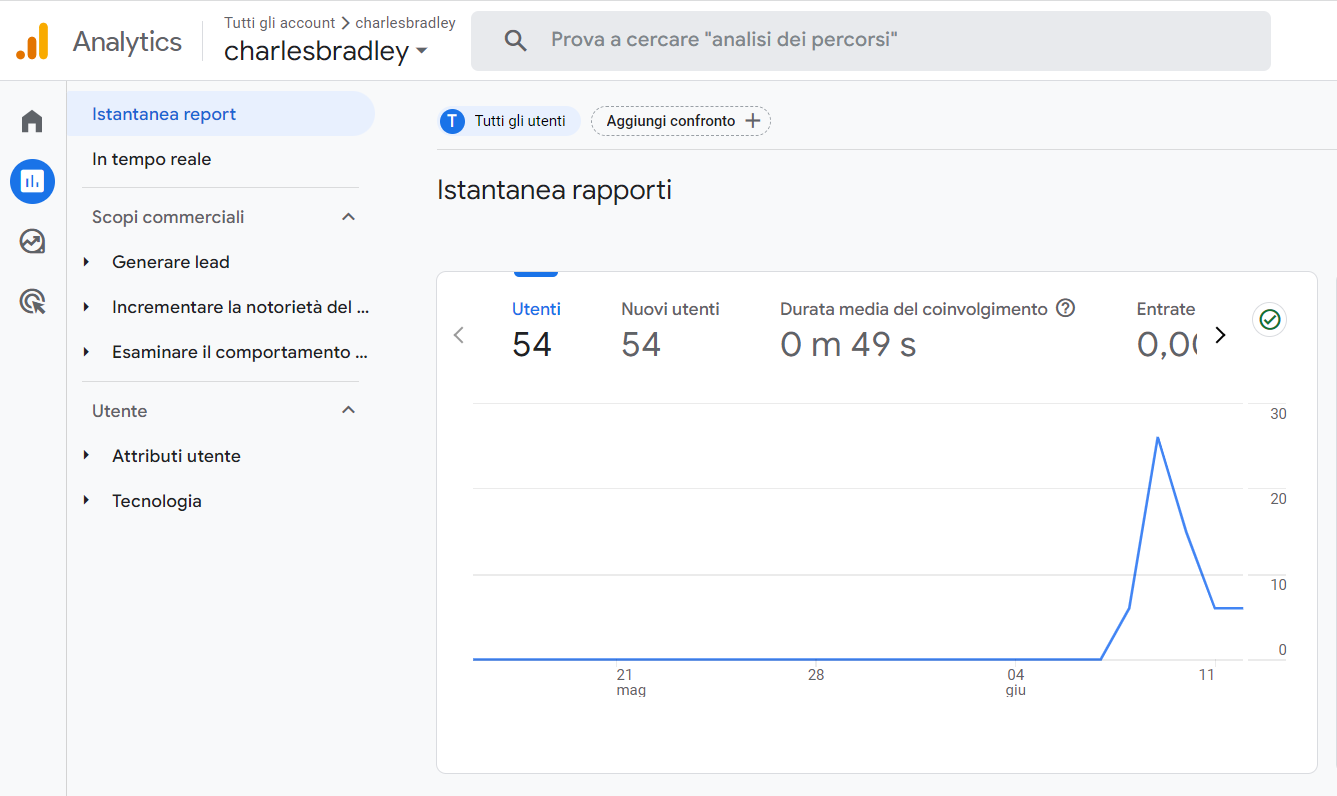 Analytics
Tutti gli account > charlesbradley
charlesbradley
Prova a cercare "analisi dei percorsi"
Istantanea report
In tempo reale
Scopi commerciali
Generare lead
Incrementare la notorietà del ...
Esaminare il comportamento ...
Utente
Attributi utente
Tecnologia
T Tutti gli utenti
Aggiungi confronto +
Istantanea rapporti
Utenti
54
Nuovi utenti
54
Durata media del coinvolgimento ?
0 m 49 s
Entrate
0,0
30
20
10
0
21
mag
28
04
giu
11